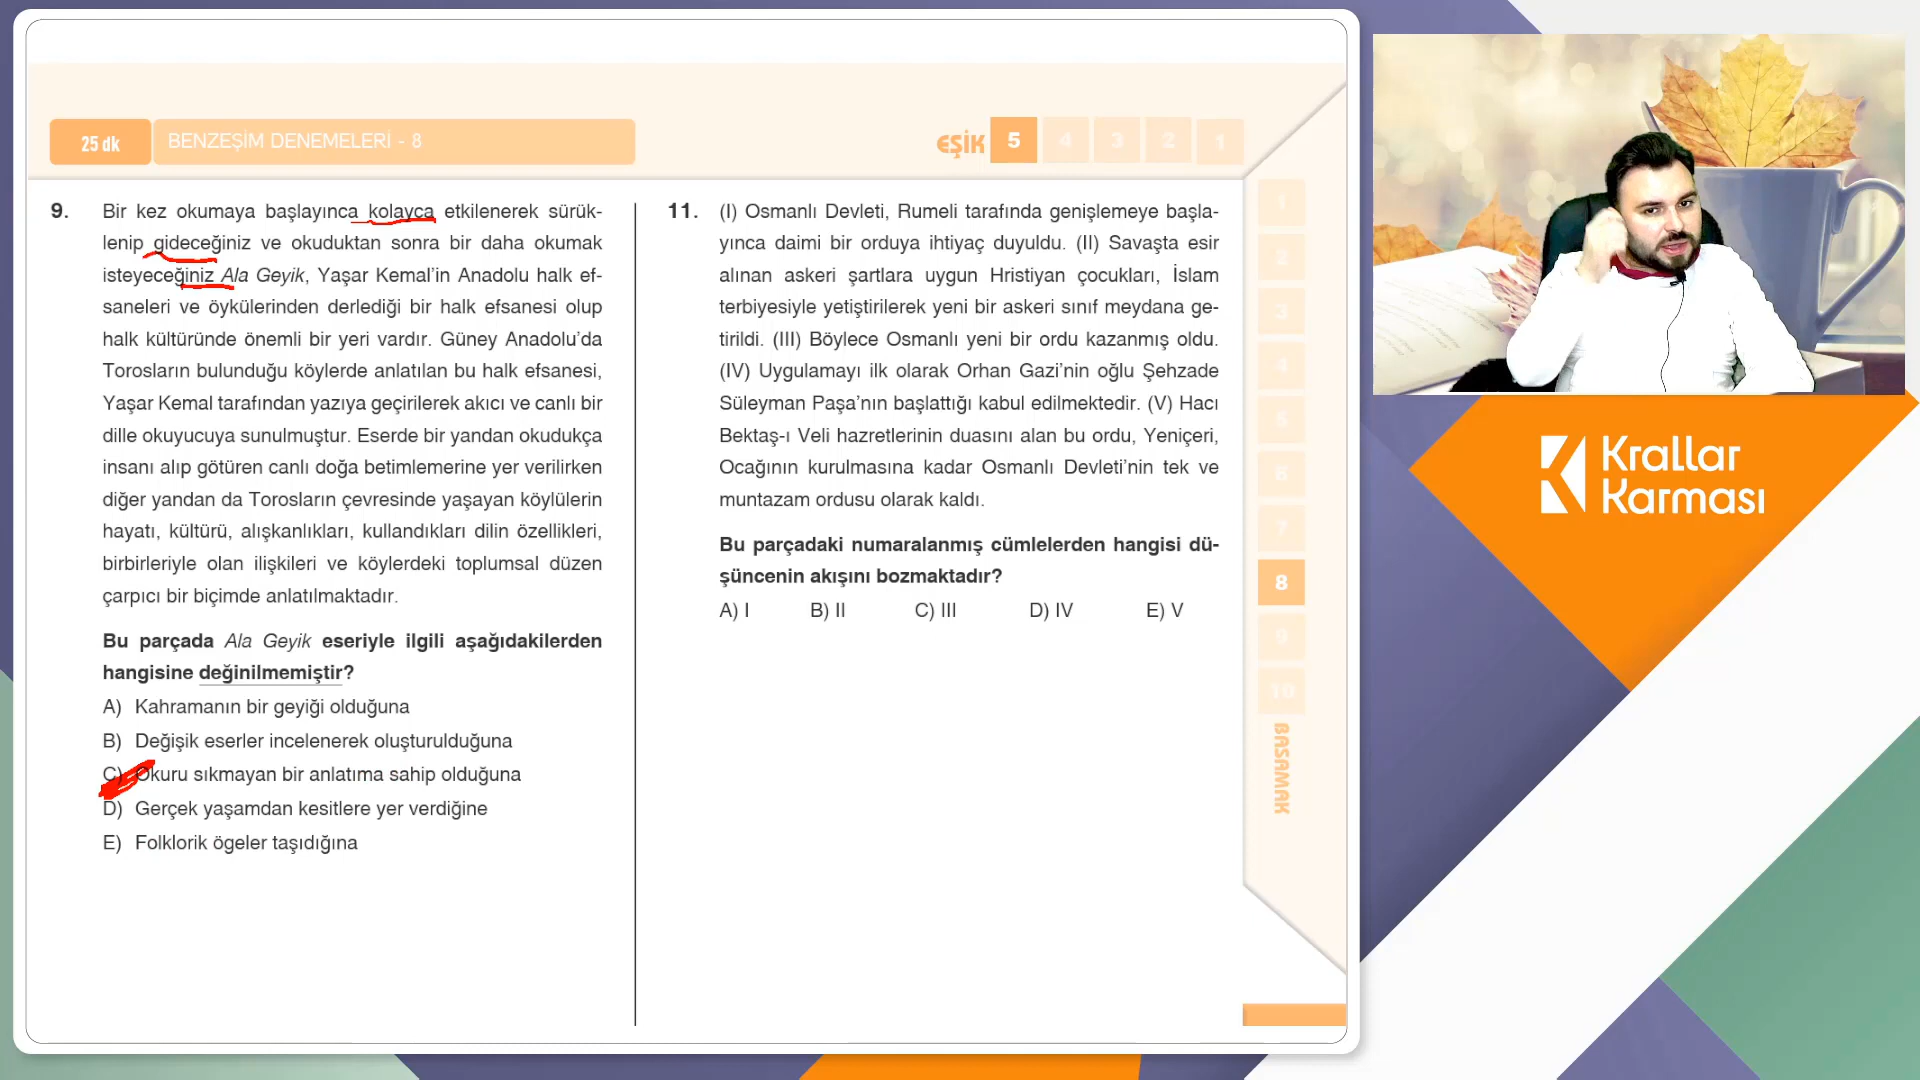 25 dk
BENZEŞİM DENEMELERİ - 8
EŞİK 5 4 3 2 1
9. Bir kez okumaya başlayınca kolayca etkilenerek sürük-
lenip gideceğiniz ve okuduktan sonra bir daha okumak
isteyeceğiniz Ala Geyik, Yaşar Kemal’in Anadolu halk ef-
saneleri ve öykülerinden derlediği bir halk efsanesi olup
halk kültüründe önemli bir yeri vardır. Güney Anadolu’da
Torosların bulunduğu köylerde anlatılan bu halk efsanesi,
Yaşar Kemal tarafından yazıya geçirilerek akıcı ve canlı bir
dille okuyucuya sunulmuştur. Eserde bir yandan okudukça
insanı alıp götüren canlı doğa betimlemerine yer verilirken
diğer yandan da Torosların çevresinde yaşayan köylülerin
hayatı, kültürü, alışkanlıkları, kullandıkları dilin özellikleri,
birbirleriyle olan ilişkileri ve köylerdeki toplumsal düzen
çarpıcı bir biçimde anlatılmaktadır.
Bu parçada Ala Geyik eseriyle ilgili aşağıdakilerden
hangisine değinilmemiştir?
A) Kahramanın bir geyiği olduğuna
B) Değişik eserler incelenerek oluşturulduğuna
C) Okuru sıkmayan bir anlatıma sahip olduğuna
D) Gerçek yaşamdan kesitlere yer verdiğine
E) Folklorik ögeler taşıdığına
11. (I) Osmanlı Devleti, Rumeli tarafında genişlemeye başla-
yınca daimi bir orduya ihtiyaç duyuldu. (II) Savaşta esir
alınan askeri şartlara uygun Hristiyan çocukları, İslam
terbiyesiyle yetiştirilerek yeni bir askeri sınıf meydana ge-
tirildi. (III) Böylece Osmanlı yeni bir ordu kazanmış oldu.
(IV) Uygulamayı ilk olarak Orhan Gazi’nin oğlu Şehzade
Süleyman Paşa’nın başlattığı kabul edilmektedir. (V) Hacı
Bektaş-ı Veli hazretlerinin duasını alan bu ordu, Yeniçeri,
Ocağının kurulmasına kadar Osmanlı Devleti’nin tek ve
muntazam ordusu olarak kaldı.
Bu parçadaki numaralanmış cümlelerden hangisi dü-
şüncenin akışını bozmaktadır?
A) I B) II C) III D) IV E) V
1
2
3
4
5
6
7
8
9
10
BASAMAK
Krallar
Karması